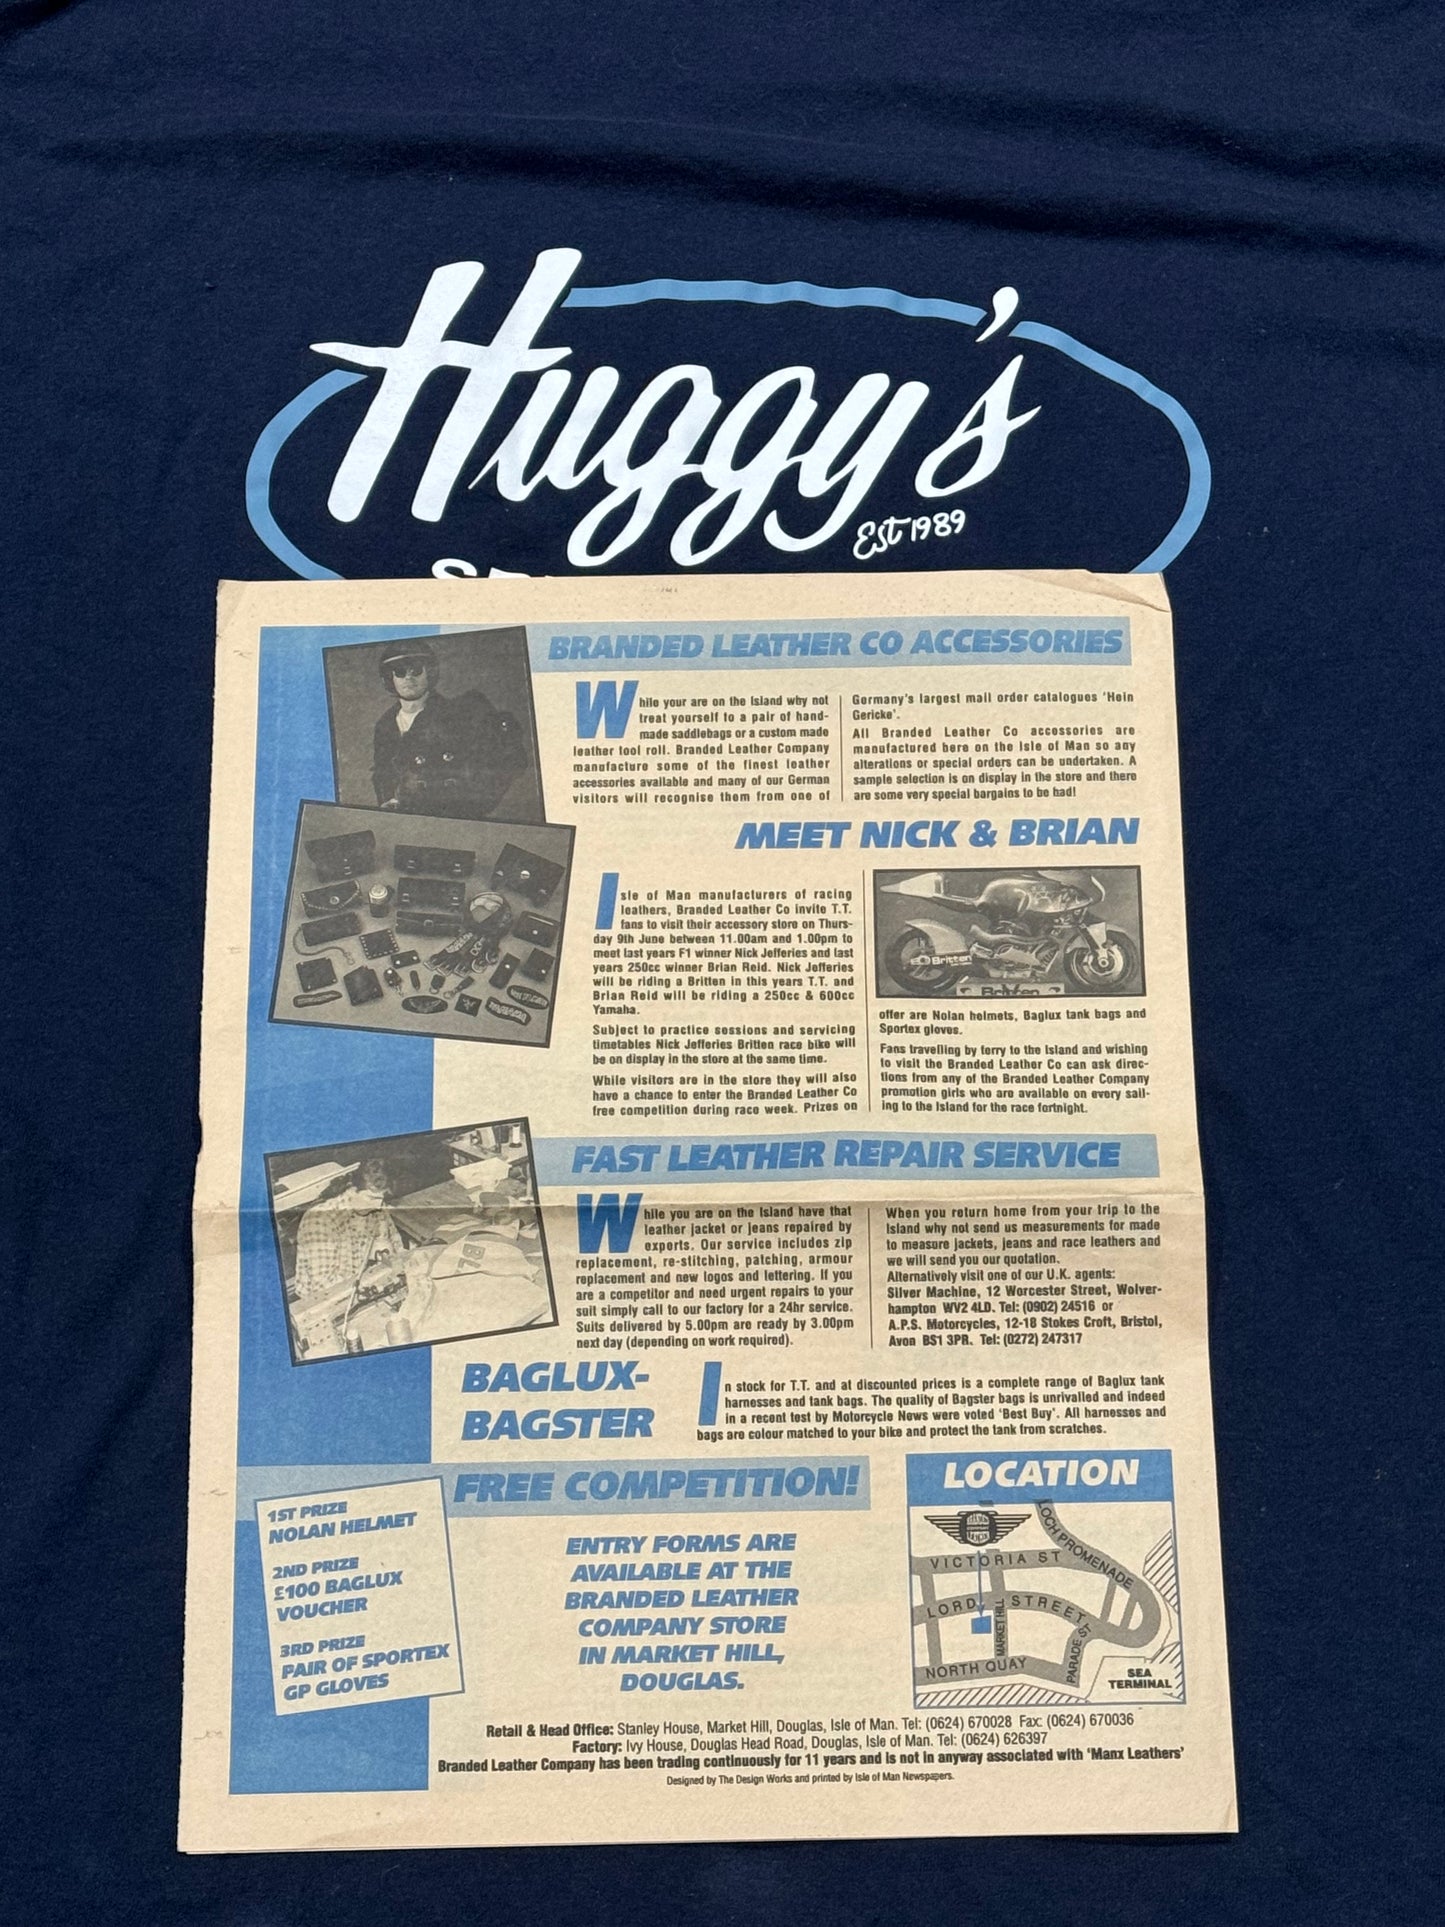 Huggy's
Est 1989
BRANDED LEATHER CO ACCESSORIES
While your are on the Island why not
treat yourself to a pair of hand-
made saddlebags or a custom made
leather tool roll. Branded Leather Company
manufacture some of the finest leather
accessories available and many of our German
visitors will recognise them from one of
Germany's largest mail order catalogues 'Hein
Gericke'.
All Branded Leather Co accessories are
manufactured here on the Isle of Man so any
alterations or special orders can be undertaken. A
sample selection is on display in the store and there
are some very special bargains to be had!
MEET NICK & BRIAN
Isle of Man manufacturers of racing
leathers, Branded Leather Co invite T.T.
fans to visit their accessory store on Thurs-
day 9th June between 11.00am and 1.00pm to
meet last years F1 winner Nick Jefferies and last
years 250cc winner Brian Reid. Nick Jefferies
will be riding a Britten in this years T.T. and
Brian Reid will be riding a 250cc & 600cc
Yamaha.
Subject to practice sessions and servicing
timetables Nick Jefferies Britten race bike will
be on display in the store at the same time.
While visitors are in the store they will also
have a chance to enter the Branded Leather Co
free competition during race week. Prizes on
Britten
Britten
offer are Nolan helmets, Baglux tank bags and
Sportex gloves.
Fans travelling by ferry to the Island and wishing
to visit the Branded Leather Co can ask direc-
tions from any of the Branded Leather Company
promotion girls who are available on every sail-
ing to the Island for the race fortnight.
FAST LEATHER REPAIR SERVICE
While you are on the Island have that
leather jacket or jeans repaired by
experts. Our service includes zip
replacement, re-stitching, patching, armour
replacement and new logos and lettering. If you
are a competitor and need urgent repairs to your
suit simply call to our factory for a 24hr service.
Suits delivered by 5.00pm are ready by 3.00pm
next day (depending on work required).
When you return home from your trip to the
Island why not send us measurements for made
to measure jackets, jeans and race leathers and
we will send you our quotation.
Alternatively visit one of our U.K. agents:
Silver Machine, 12 Worcester Street, Wolver-
hampton WV2 4LD. Tel: (0902) 24516 or
A.P.S. Motorcycles, 12-18 Stokes Croft, Bristol,
Avon BS1 3PR. Tel: (0272) 247317
BAGLUX-
BAGSTER
In stock for T.T. and at discounted prices is a complete range of Baglux tank
harnesses and tank bags. The quality of Bagster bags is unrivalled and indeed
in a recent test by Motorcycle News were voted 'Best Buy'. All harnesses and
bags are colour matched to your bike and protect the tank from scratches.
FREE COMPETITION!
1ST PRIZE
NOLAN HELMET
2ND PRIZE
£100 BAGLUX
VOUCHER
3RD PRIZE
PAIR OF SPORTEX
GP GLOVES
ENTRY FORMS ARE
AVAILABLE AT THE
BRANDED LEATHER
COMPANY STORE
IN MARKET HILL,
DOUGLAS.
LOCATION
LOCH PROMENADE
VICTORIA ST
LORD STREET
MARKET HILL
PARADE ST
NORTH QUAY
SEA
TERMINAL
Retail & Head Office: Stanley House, Market Hill, Douglas, Isle of Man. Tel: (0624) 670028 Fax: (0624) 670036
Factory: Ivy House, Douglas Head Road, Douglas, Isle of Man. Tel: (0624) 626397
Branded Leather Company has been trading continuously for 11 years and is not in anyway associated with 'Manx Leathers'
Designed by The Design Works and printed by Isle of Man Newspapers.